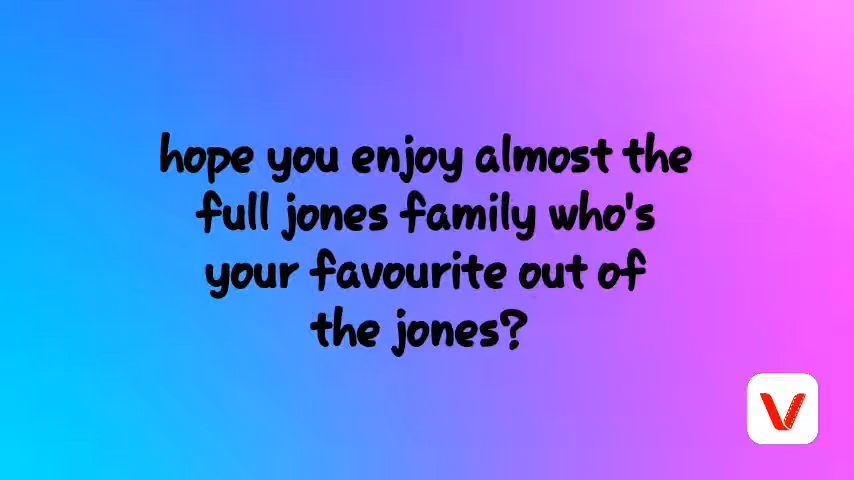 hope you enjoy almost the
full jones family who's
your favourite out of
the jones?